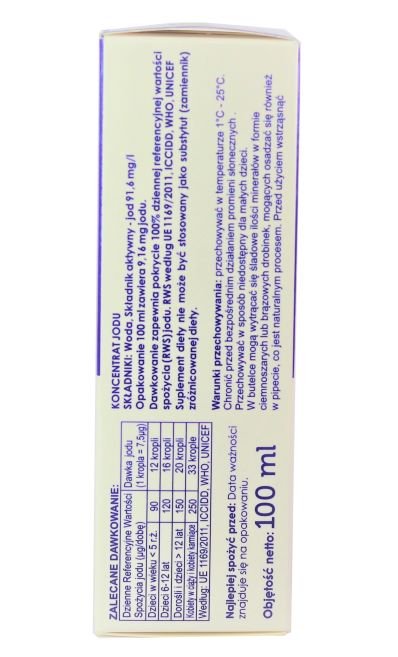 ZALECANE DAWKOWANIE:
Dzienne Referencyjne Wartości Dawka jodu
Spożycia jodu (µg/dobę) (1 kropla = 7,5µg)
Dzieci w wieku < 5 r.ż. 90 12 kropli
Dzieci 6-12 lat 120 16 kropli
Dorośli i dzieci > 12 lat 150 20 kropli
Kobiety w ciąży i kobiety karmiące 250 33 krople
Według: UE 1169/2011, ICCIDD, WHO, UNICEF
Najlepiej spożyć przed: Data ważności
znajduje się na opakowaniu.
Objętość netto: 100 ml
KONCENTRAT JODU
SKŁADNIKI: Woda, Składnik aktywny - jod 91,6 mg/l
Opakowanie 100 ml zawiera 9,16 mg jodu.
Dawkowanie zapewnia pokrycie 100% dziennej referencyjnej wartości
spożycia (RWS) jodu. RWS według UE 1169/2011, ICCIDD, WHO, UNICEF
Suplement diety nie może być stosowany jako substytut (zamiennik)
zróżnicowanej diety.
Warunki przechowywania: przechowywać w temperaturze 1°C - 25°C.
Chronić przed bezpośrednim działaniem promieni słonecznych .
Przechowywać w sposób niedostępny dla małych dzieci.
W butelce mogą wytrącać się śladowe ilości minerałów w formie
ciemnoszarych lub brązowych drobinek, mogących osadzać się również
w pipecie, co jest naturalnym procesem. Przed użyciem wstrząsnąć